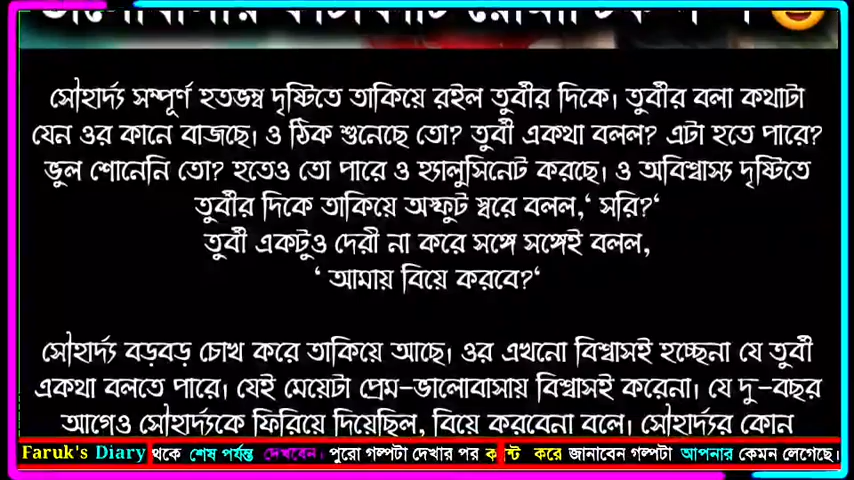 সৌহার্দ্য সম্পূর্ণ হতভম্ব দৃষ্টিতে তাকিয়ে রইল তুর্বীর দিকে। তুর্বীর বলা কথাটা
যেন ওর কানে বাজছে। ও ঠিক শুনেছে তো? তুর্বী একথা বলল? এটা হতে পারে?
ভুল শোনেনি তো? হতেও তো পারে ও হ্যালুসিনেট করছে। ও অবিশ্বাস্য দৃষ্টিতে
তুর্বীর দিকে তাকিয়ে অস্ফুট স্বরে বলল,‘ সরি?‘
তুর্বী একটুও দেরী না করে সঙ্গে সঙ্গেই বলল,
‘ আমায় বিয়ে করবে?‘
সৌহার্দ্য বড়বড় চোখ করে তাকিয়ে আছে। ওর এখনো বিশ্বাসই হচ্ছেনা যে তুর্বী
একথা বলতে পারে। যেই মেয়েটা প্রেম-ভালোবাসায় বিশ্বাসই করেনা। যে দু-বছর
আগেও সৌহার্দ্যকে ফিরিয়ে দিয়েছিল, বিয়ে করবেনা বলে। সৌহার্দ্যর কোন
Faruk's Diary থকে শেষ পর্যন্ত দেখবেন। পুরো গল্পটা দেখার পর করে জানাবেন গল্পটা আপনার কেমন লেগেছে।